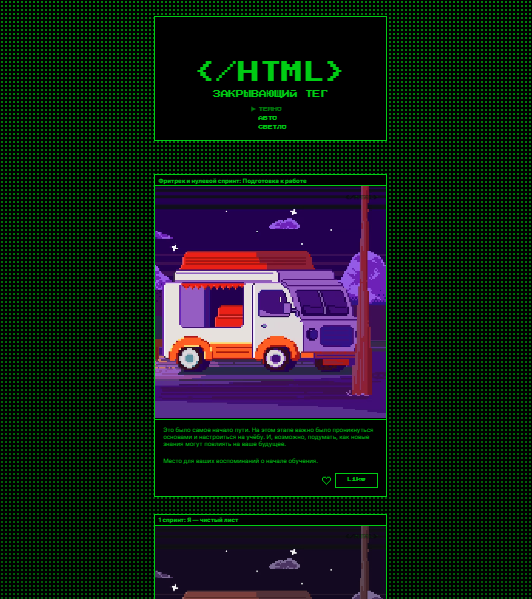 </HTML>
ЗАКРЫВАЮЩИЙ ТЕГ
ТЕМНО
АВТО
СВЕТЛО
Фритрек и нулевой спринт: Подготовка к работе
Это было самое начало пути. На этом этапе важно было проникнуться
основами и настроиться на учёбу. И, возможно, подумать, как новые
знания могут повлиять на ваше будущее.
Место для ваших воспоминаний о начале обучения.
Like
1 спринт: Я — чистый лист